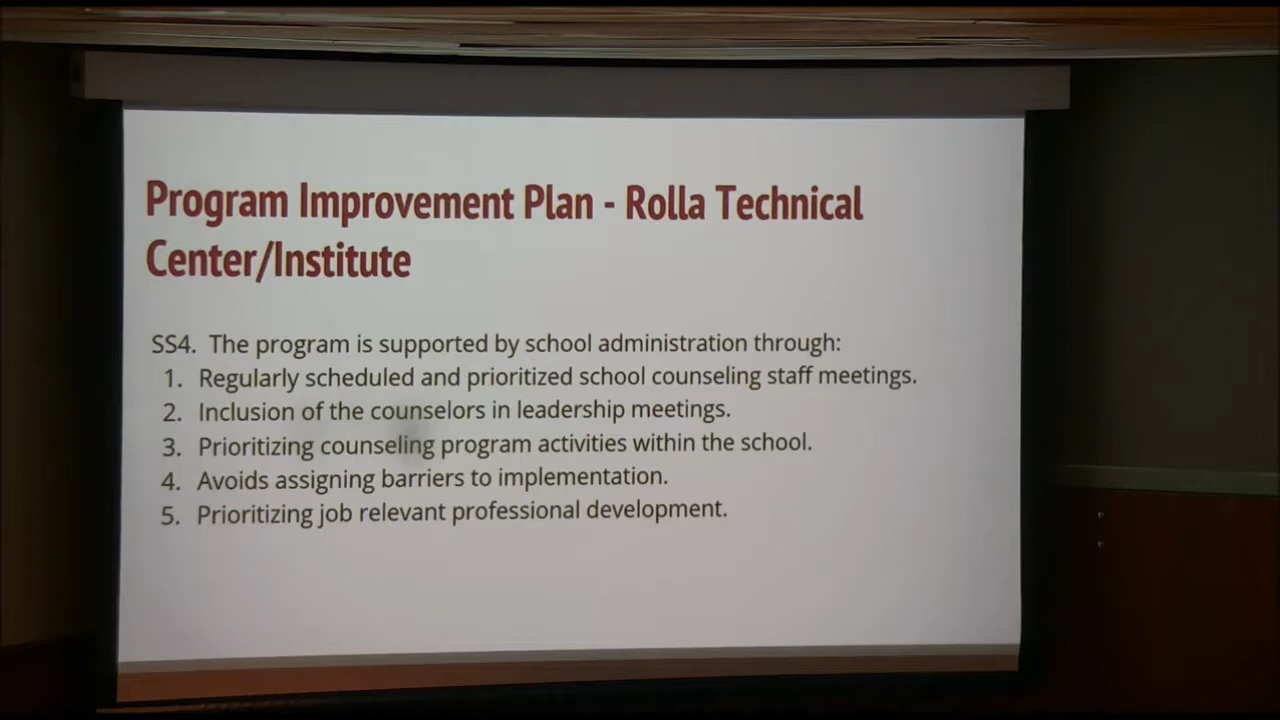 Program Improvement Plan - Rolla Technical
Center/Institute
SS4. The program is supported by school administration through:
1. Regularly scheduled and prioritized school counseling staff meetings.
2. Inclusion of the counselors in leadership meetings.
3. Prioritizing counseling program activities within the school.
4. Avoids assigning barriers to implementation.
5. Prioritizing job relevant professional development.